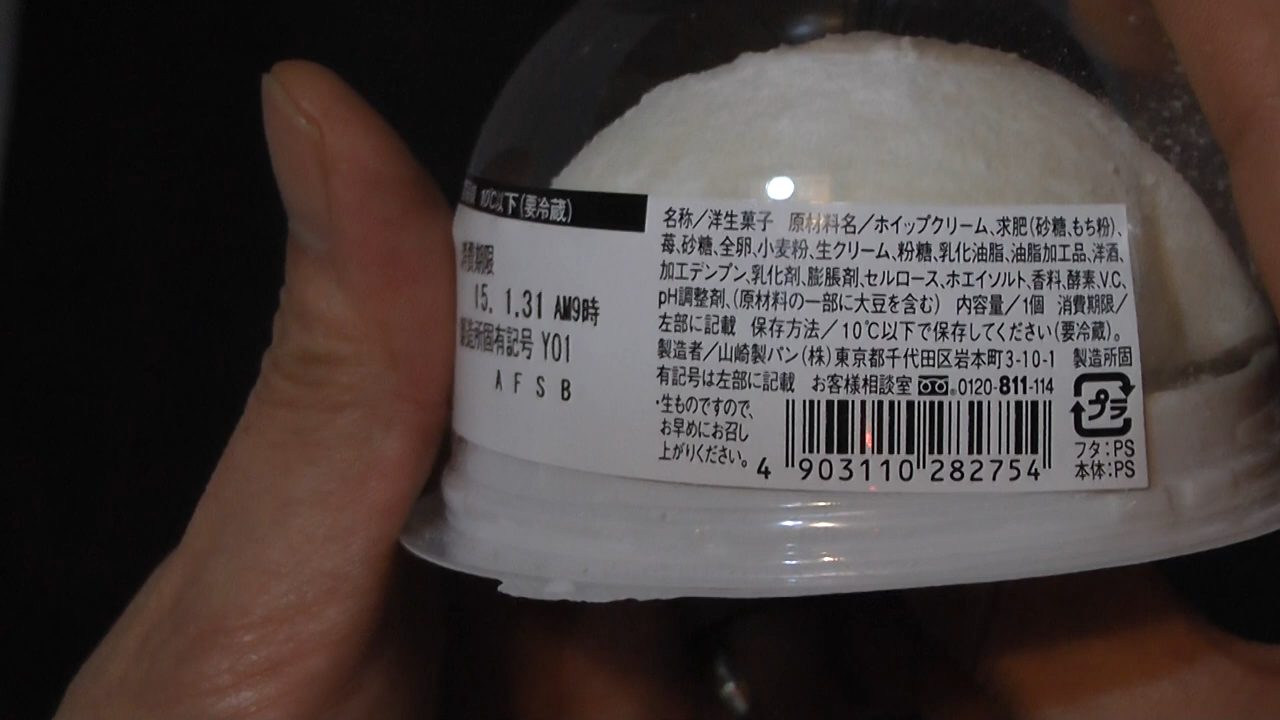 10℃以下(要冷蔵)
消費期限
15. 1.31 AM9時
製造所固有記号 Y01
A F S B
名称/洋生菓子 原材料名/ホイップクリーム、求肥(砂糖、もち粉)、
苺、砂糖、全卵、小麦粉、生クリーム、粉糖、乳化油脂、油脂加工品、洋酒、
加工デンプン、乳化剤、膨脹剤、セルロース、ホエイソルト、香料、酵素、V.C、
pH調整剤、(原材料の一部に大豆を含む) 内容量/1個 消費期限/
左部に記載 保存方法/10℃以下で保存してください(要冷蔵)。
製造者/山崎製パン(株)東京都千代田区岩本町3-10-1 製造所固
有記号は左部に記載 お客様相談室 0120-811-114
・生ものですので、
お早めにお召し
上がりください。
4 903110 282754
プラ
フタ:PS
本体:PS